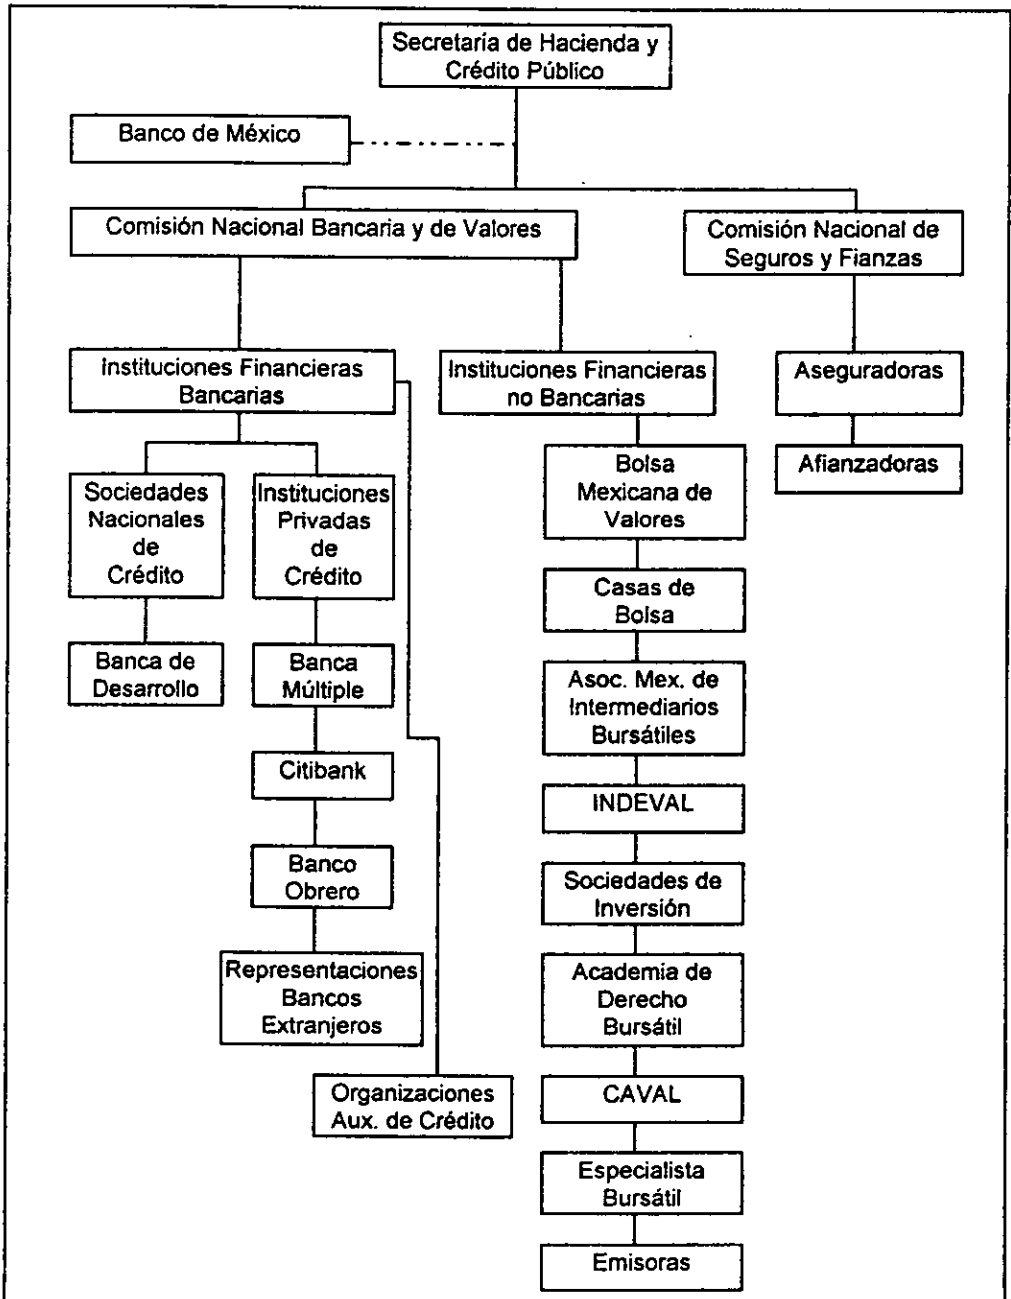 Secretaría de Hacienda y
Crédito Público
Banco de México
Comisión Nacional Bancaria y de Valores
Comisión Nacional de
Seguros y Fianzas
Instituciones Financieras
Bancarias
Instituciones Financieras
no Bancarias
Aseguradoras
Afianzadoras
Sociedades
Nacionales
de
Crédito
Instituciones
Privadas
de
Crédito
Bolsa
Mexicana de
Valores
Casas de
Bolsa
Banca de
Desarrollo
Banca
Múltiple
Asoc. Mex. de
Intermediarios
Bursátiles
Citibank
INDEVAL
Banco
Obrero
Sociedades de
Inversión
Representaciones
Bancos
Extranjeros
Academia de
Derecho
Bursátil
Organizaciones
Aux. de Crédito
CAVAL
Especialista
Bursátil
Emisoras